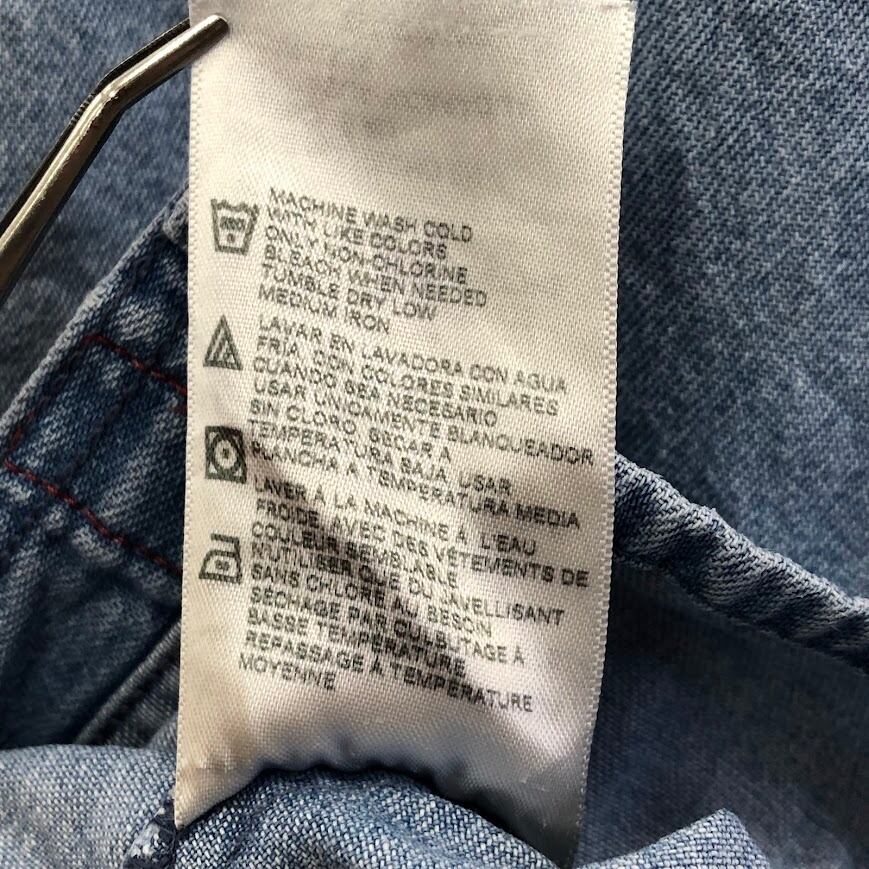 MACHINE WASH COLD
WITH LIKE COLORS
ONLY NON-CHLORINE
BLEACH WHEN NEEDED
TUMBLE DRY LOW
MEDIUM IRON
LAVAR EN LAVADORA CON AGUA
FRÍA, CON COLORES SIMILARES
CUANDO SEA NECESARIO
USAR UNICAMENTE BLANQUEADOR
SIN CLORO, SECAR A
TEMPERATURA BAJA, USAR
PLANCHA A TEMPERATURA MEDIA
LAVER À LA MACHINE À L'EAU
FROIDE AVEC DES VÊTEMENTS DE
COULEUR SEMBLABLE
N'UTILISER QUE DU JAVELLISANT
SANS CHLORE AU BESOIN
SÉCHAGE PAR CULBUTAGE À
BASSE TEMPÉRATURE
REPASSAGE À TEMPÉRATURE
MOYENNE